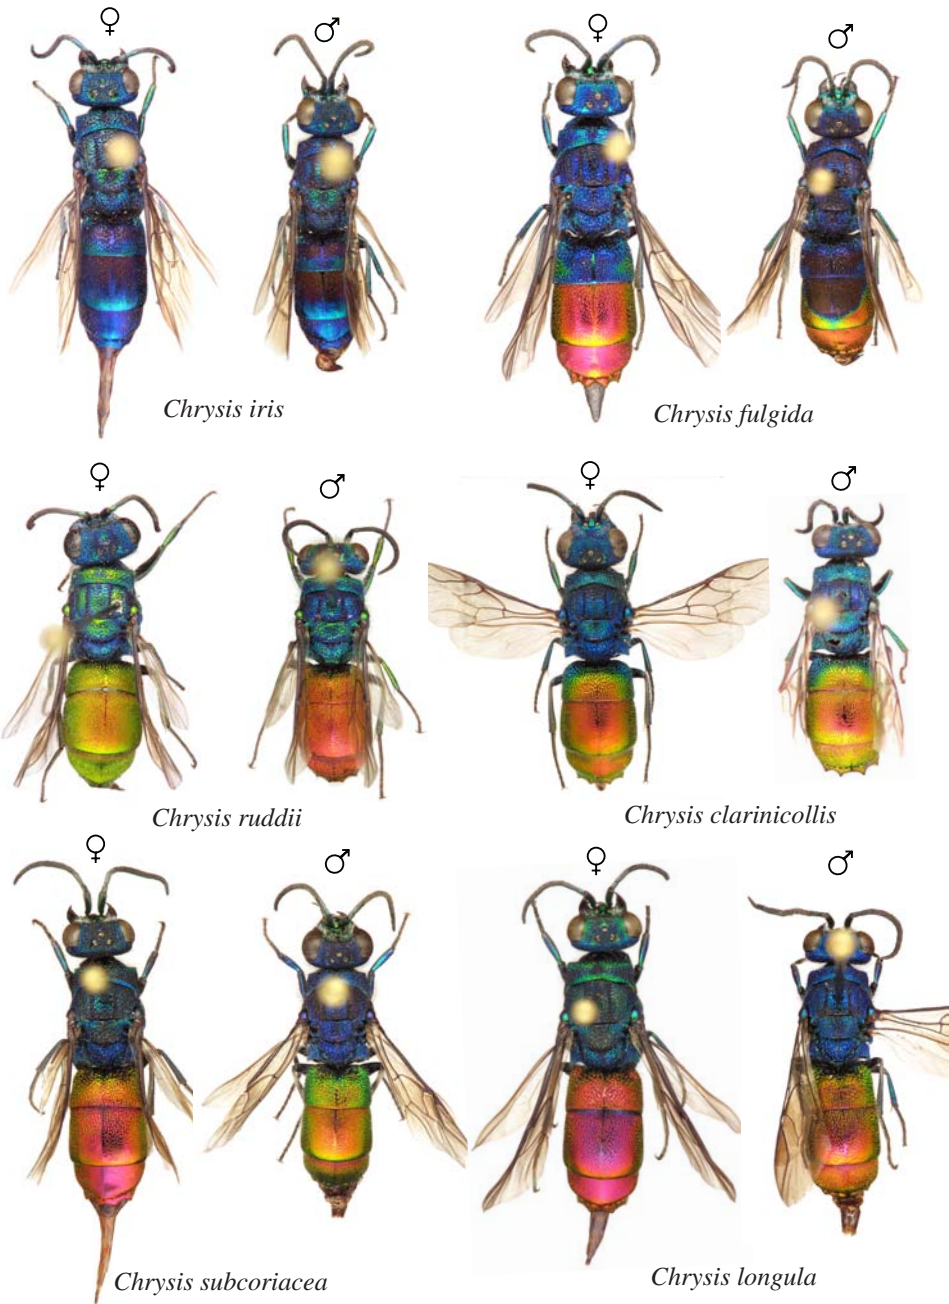 ♀ ♂ ♀ ♂
Chrysis iris
Chrysis fulgida
♀ ♂ ♀ ♂
Chrysis ruddii
Chrysis clarinicollis
♀ ♂ ♀ ♂
Chrysis subcoriacea
Chrysis longula